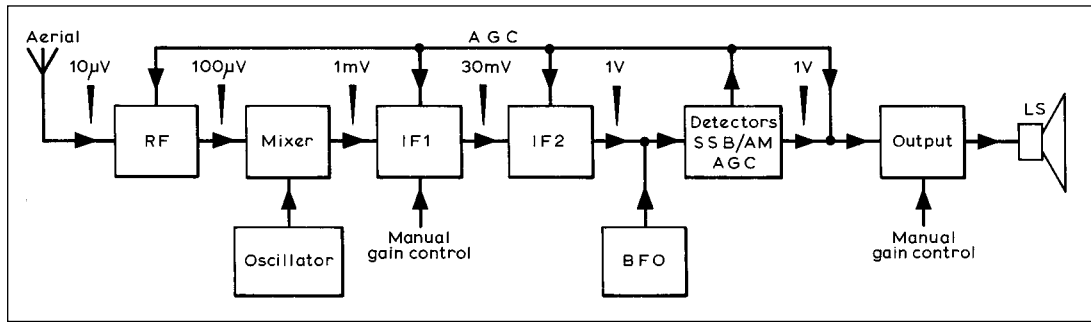 Aerial
A G C
10µV
100µV
1mV
30mV
1V
1V
LS
RF
Mixer
IF1
IF2
Detectors
SSB/AM
AGC
Output
Oscillator
Manual
gain control
BFO
Manual
gain control